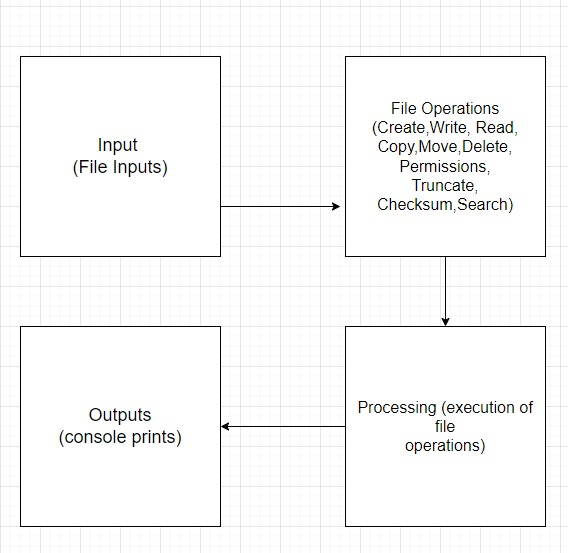 Input
(File Inputs)
File Operations
(Create,Write, Read,
Copy,Move,Delete,
Permissions,
Truncate,
Checksum,Search)
Outputs
(console prints)
Processing (execution of
file
operations)